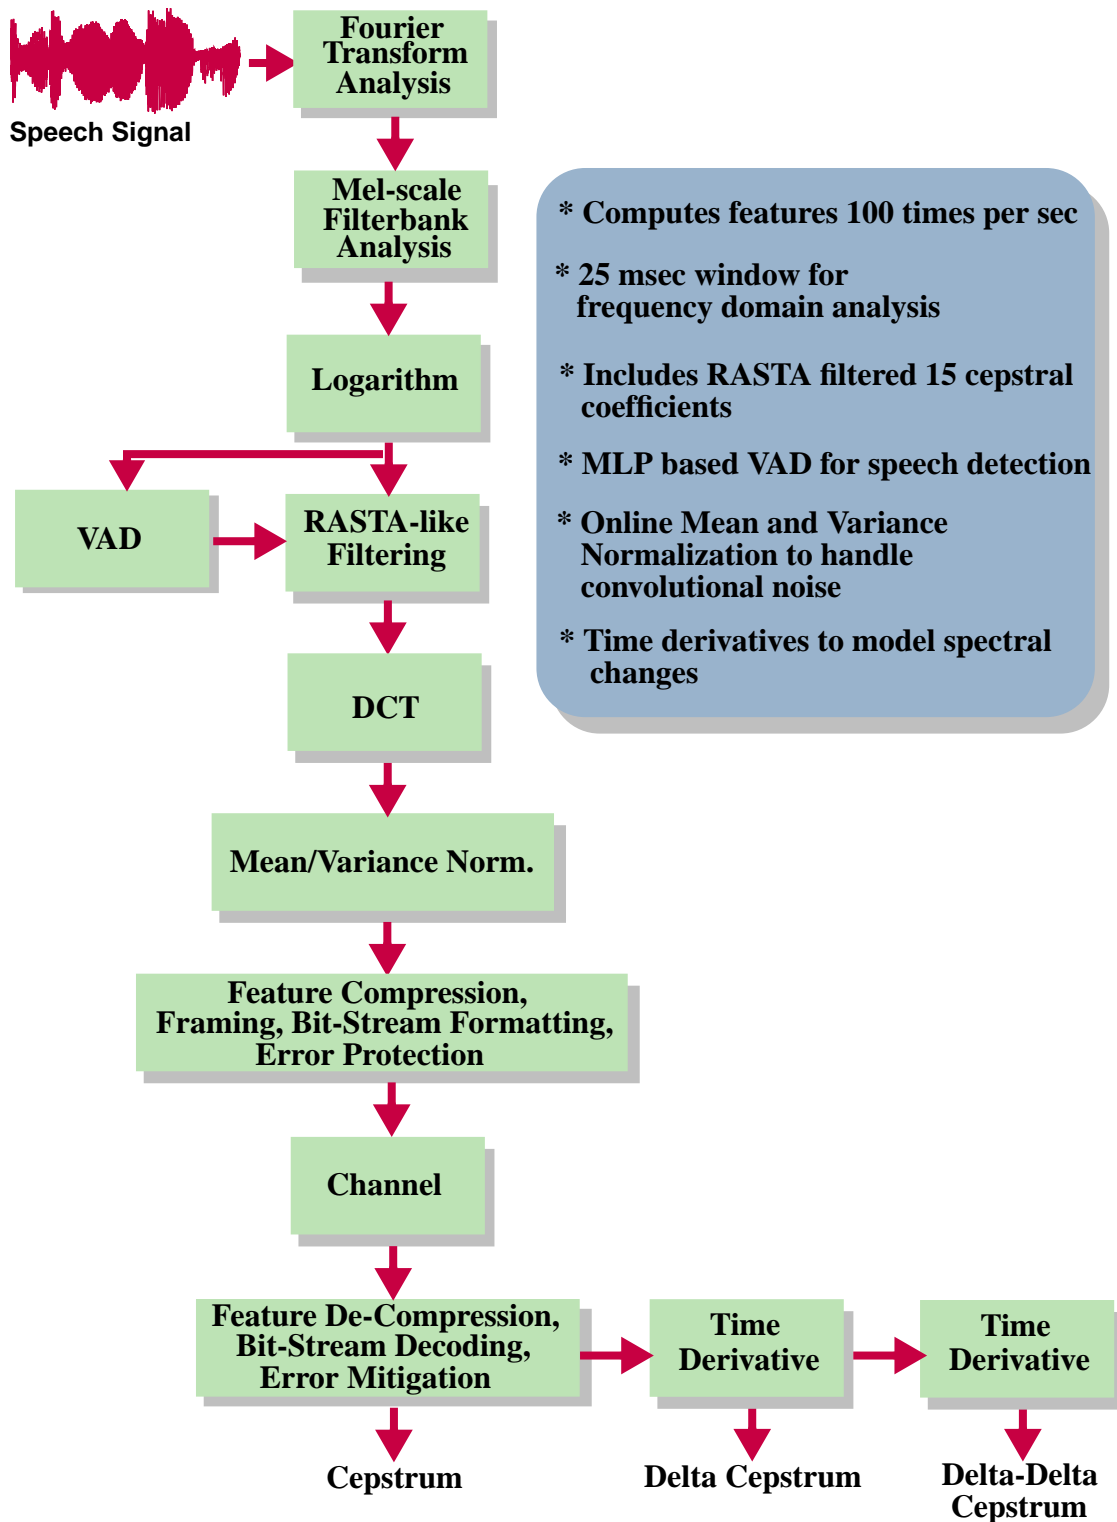 Fourier
Transform
Analysis
Speech Signal
Mel-scale
Filterbank
Analysis
Logarithm
VAD
RASTA-like
Filtering
DCT
Mean/Variance Norm.
Feature Compression,
Framing, Bit-Stream Formatting,
Error Protection
Channel
Feature De-Compression,
Bit-Stream Decoding,
Error Mitigation
Time
Derivative
Time
Derivative
Cepstrum
Delta Cepstrum
Delta-Delta
Cepstrum
* Computes features 100 times per sec
* 25 msec window for
frequency domain analysis
* Includes RASTA filtered 15 cepstral
coefficients
* MLP based VAD for speech detection
* Online Mean and Variance
Normalization to handle
convolutional noise
* Time derivatives to model spectral
changes